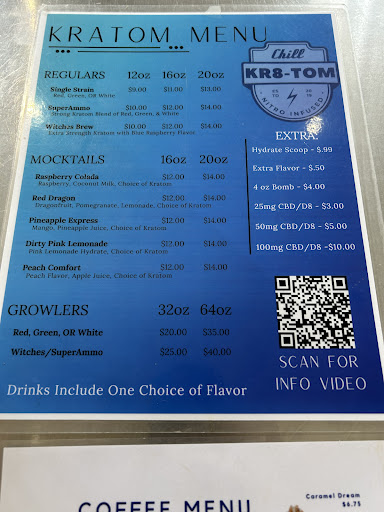 KRATOM MENU
Chill
KR8-TOM
NITRO INFUSED
REGULARS 12oz 16oz 20oz
Single Strain $9.00 $11.00 $13.00
Red, Green, OR White
SuperAmmo $10.00 $12.00 $14.00
Strong Kratom Blend of Red, Green, & White
Witches Brew $10.00 $12.00 $14.00
Extra Strength Kratom with Blue Raspberry Flavor
MOCKTAILS 16oz 20oz
Raspberry Colada $12.00 $14.00
Raspberry, Coconut Milk, Choice of Kratom
Red Dragon $12.00 $14.00
Dragonfruit, Pomegranate, Lemonade, Choice of Kratom
Pineapple Express $12.00 $14.00
Mango, Pineapple Juice, Choice of Kratom
Dirty Pink Lemonade $12.00 $14.00
Pink Lemonade Hydrate, Choice of Kratom
Peach Comfort $12.00 $14.00
Peach Flavor, Apple Juice, Choice of Kratom
GROWLERS 32oz 64oz
Red, Green, OR White $20.00 $35.00
Witches/SuperAmmo $25.00 $40.00
Drinks Include One Choice of Flavor
EXTRA:
Hydrate Scoop - $.99
Extra Flavor - $.50
4 oz Bomb - $4.00
25mg CBD/D8 - $3.00
50mg CBD/D8 - $5.00
100mg CBD/D8 -$10.00
SCAN FOR
INFO VIDEO
COFFEE MENU
Caramel Dream
$6.75